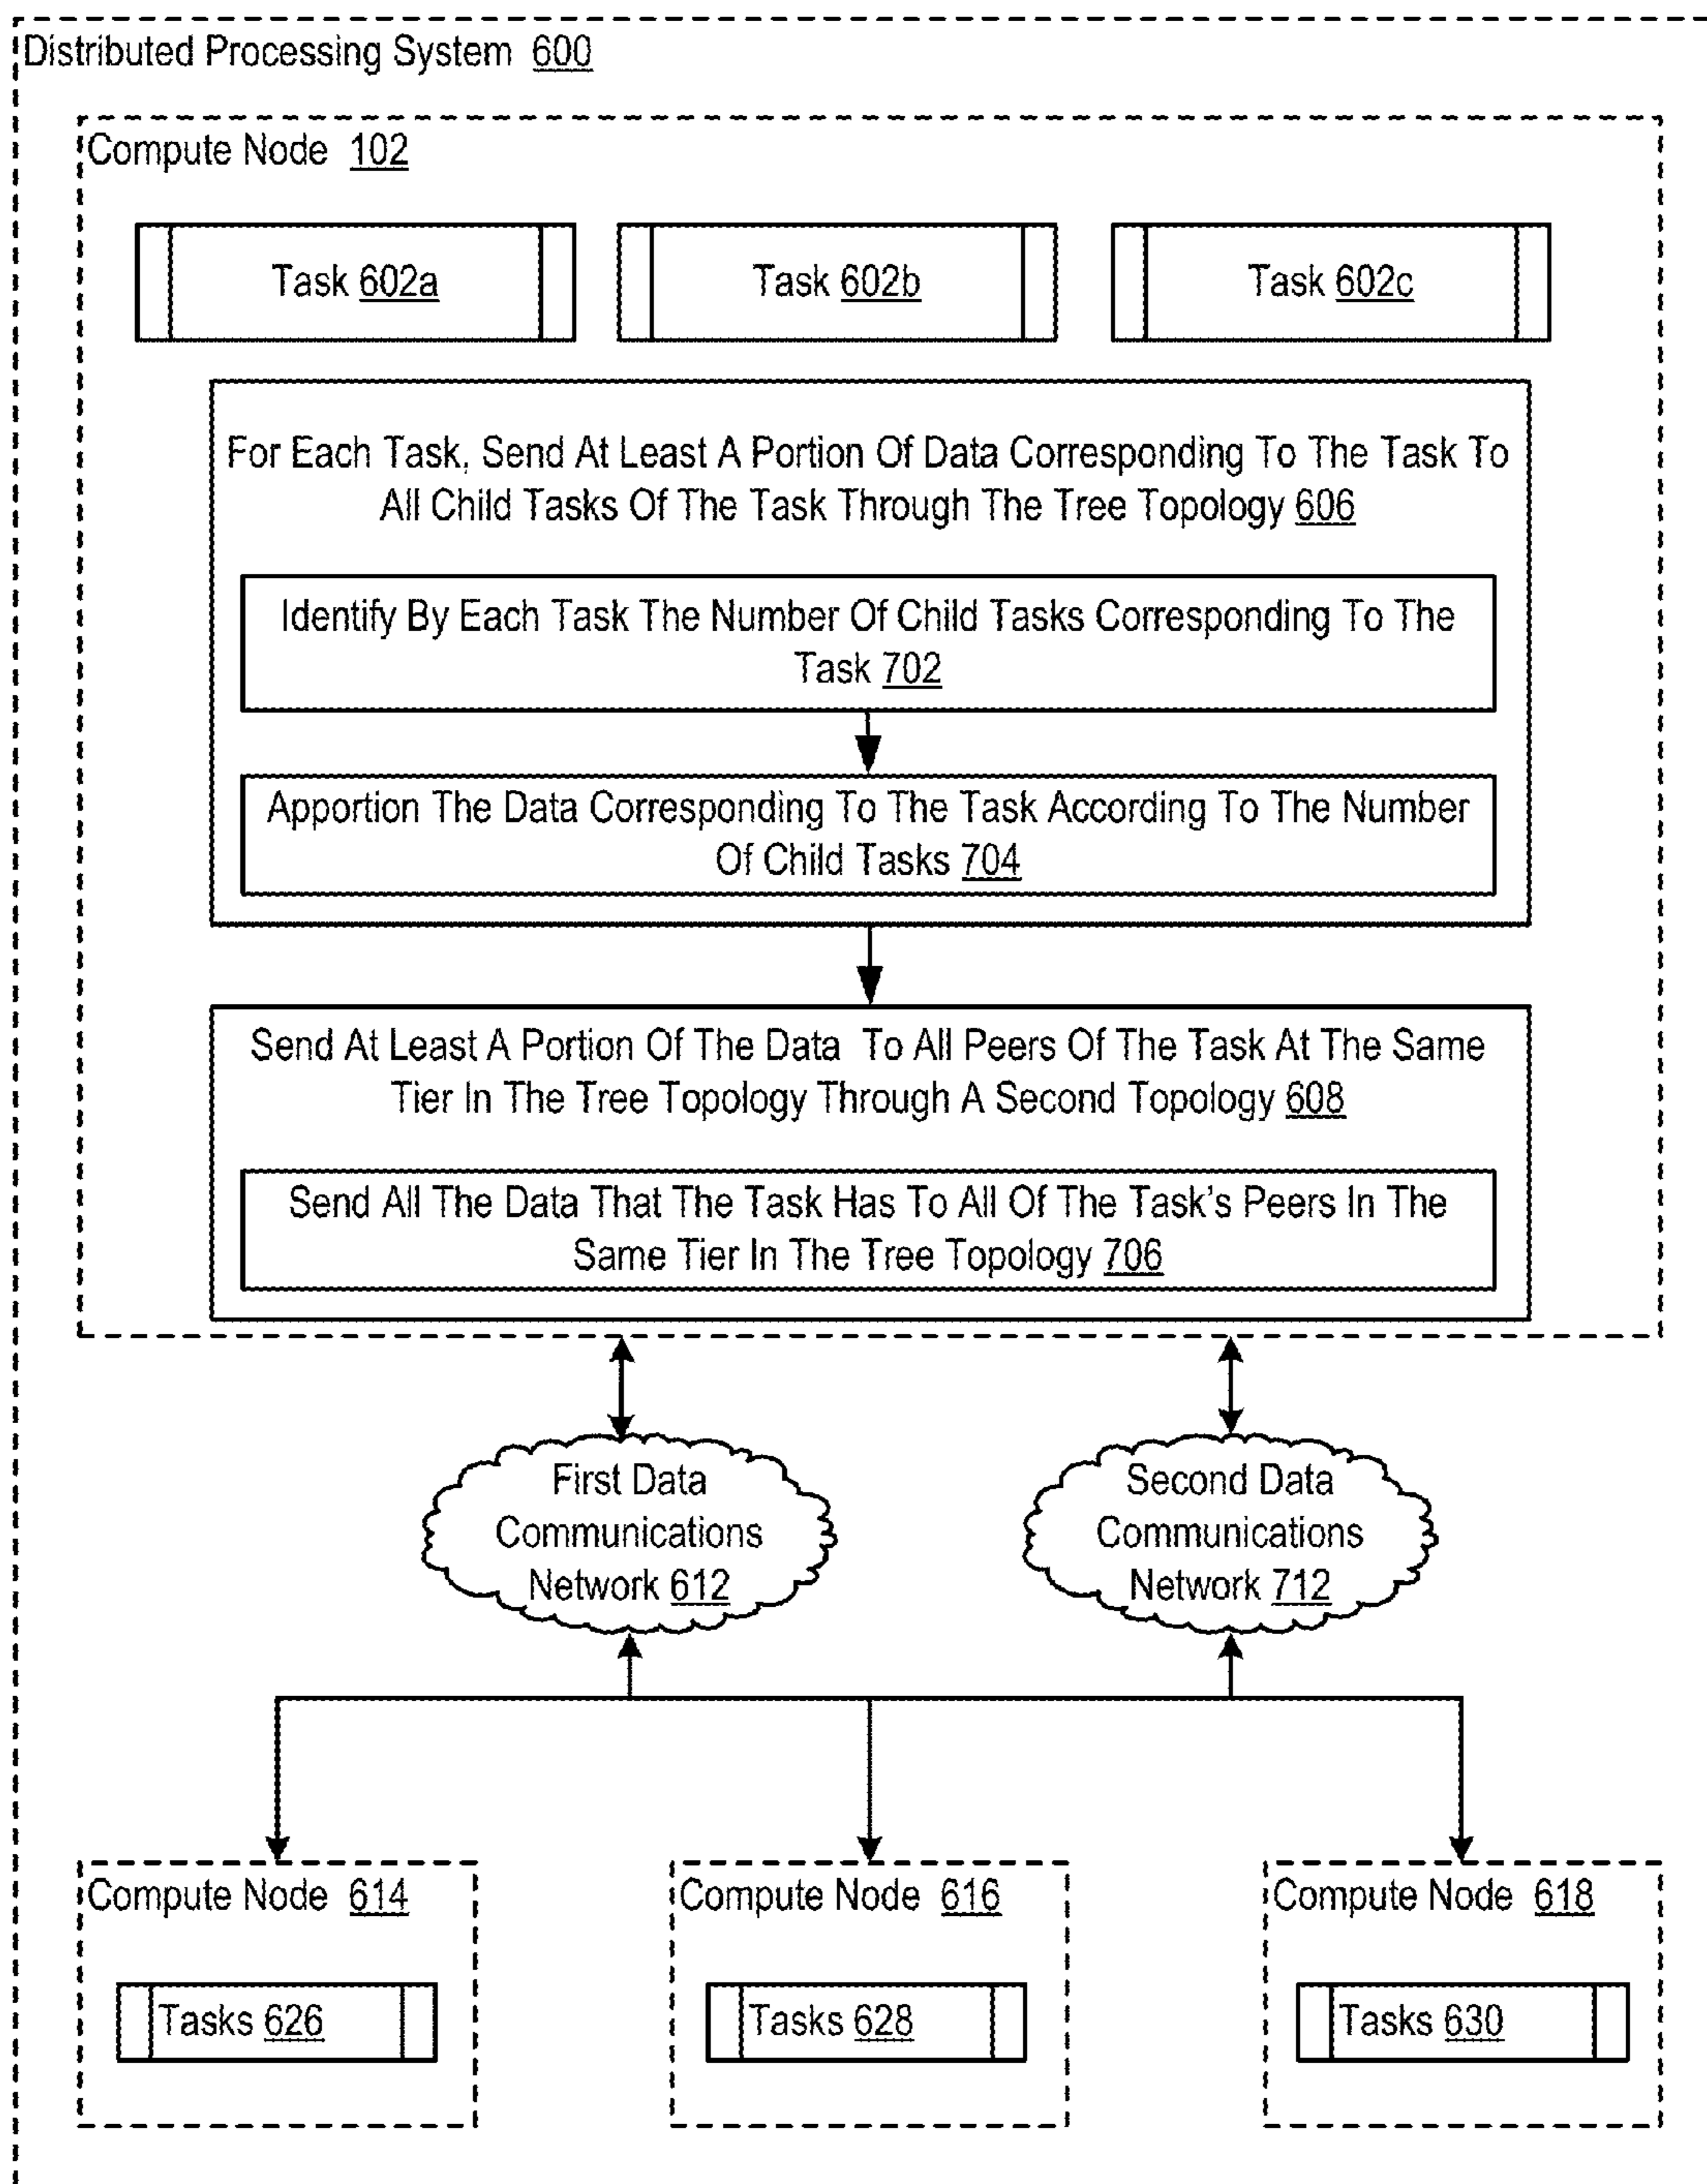 Distributed Processing System 600
Compute Node 102
Task 602a
Task 602b
Task 602c
For Each Task, Send At Least A Portion Of Data Corresponding To The Task To
All Child Tasks Of The Task Through The Tree Topology 606
Identify By Each Task The Number Of Child Tasks Corresponding To The
Task 702
Apportion The Data Corresponding To The Task According To The Number
Of Child Tasks 704
Send At Least A Portion Of The Data To All Peers Of The Task At The Same
Tier In The Tree Topology Through A Second Topology 608
Send All The Data That The Task Has To All Of The Task's Peers In The
Same Tier In The Tree Topology 706
First Data
Communications
Network 612
Second Data
Communications
Network 712
Compute Node 614
Tasks 626
Compute Node 616
Tasks 628
Compute Node 618
Tasks 630